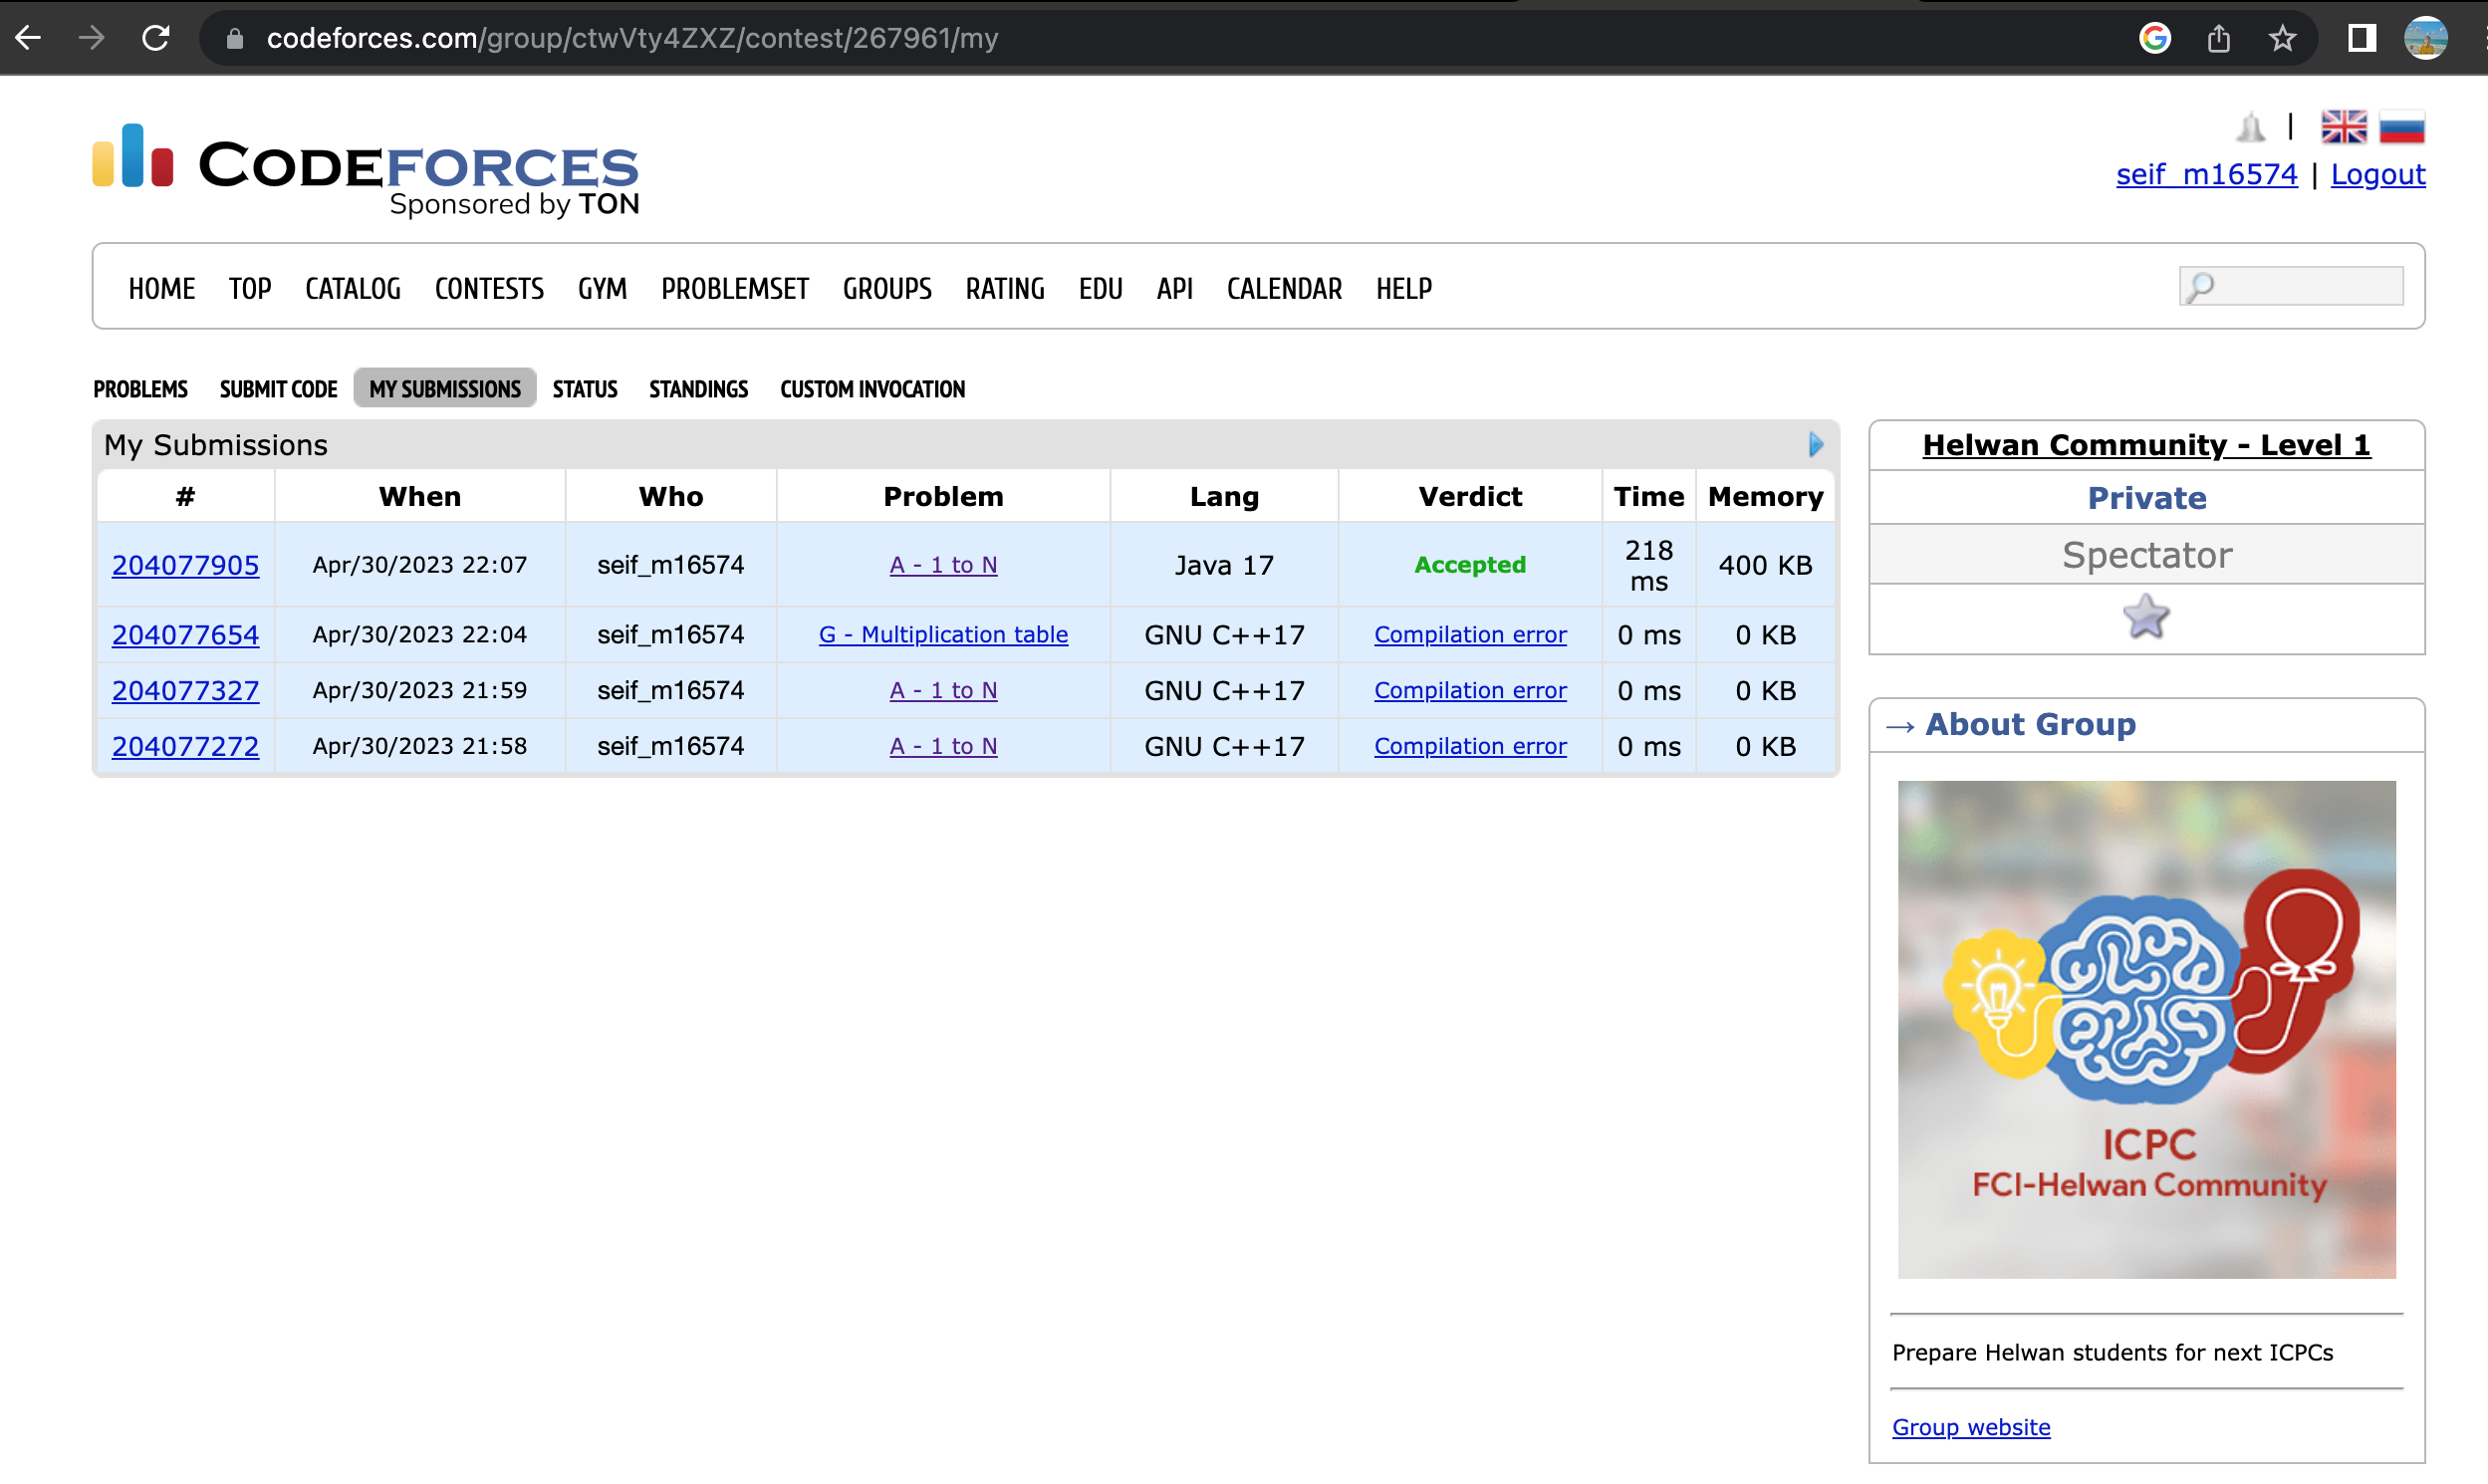 codeforces.com/group/ctwVty4ZXZ/contest/267961/my
CODEFORCES
Sponsored by TON
seif_m16574 | Logout
HOME TOP CATALOG CONTESTS GYM PROBLEMSET GROUPS RATING EDU API CALENDAR HELP
PROBLEMS SUBMIT CODE MY SUBMISSIONS STATUS STANDINGS CUSTOM INVOCATION
My Submissions
# When Who Problem Lang Verdict Time Memory
204077905 Apr/30/2023 22:07 seif_m16574 A - 1 to N Java 17 Accepted 218 ms 400 KB
204077654 Apr/30/2023 22:04 seif_m16574 G - Multiplication table GNU C++17 Compilation error 0 ms 0 KB
204077327 Apr/30/2023 21:59 seif_m16574 A - 1 to N GNU C++17 Compilation error 0 ms 0 KB
204077272 Apr/30/2023 21:58 seif_m16574 A - 1 to N GNU C++17 Compilation error 0 ms 0 KB
Helwan Community - Level 1
Private
Spectator
→ About Group
ICPC
FCI-Helwan Community
Prepare Helwan students for next ICPCs
Group website